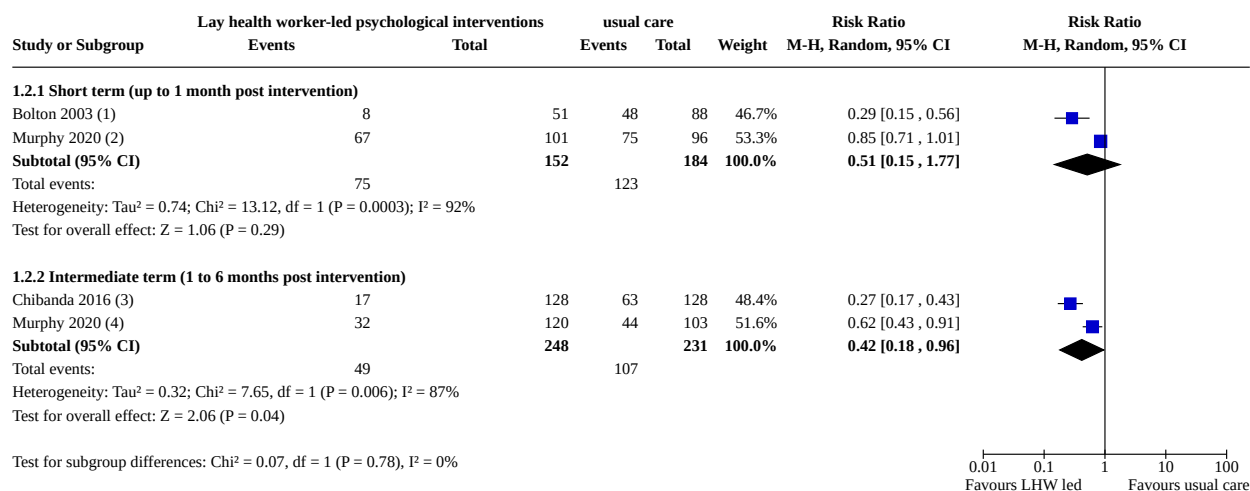 Lay health worker-led psychological interventions usual care Risk Ratio Risk Ratio
Study or Subgroup Events Total Events Total Weight M-H, Random, 95% CI M-H, Random, 95% CI
1.2.1 Short term (up to 1 month post intervention)
Bolton 2003 (1) 8 51 48 88 46.7% 0.29 [0.15 , 0.56]
Murphy 2020 (2) 67 101 75 96 53.3% 0.85 [0.71 , 1.01]
Subtotal (95% CI) 152 184 100.0% 0.51 [0.15 , 1.77]
Total events: 75 123
Heterogeneity: Tau² = 0.74; Chi² = 13.12, df = 1 (P = 0.0003); I² = 92%
Test for overall effect: Z = 1.06 (P = 0.29)
1.2.2 Intermediate term (1 to 6 months post intervention)
Chibanda 2016 (3) 17 128 63 128 48.4% 0.27 [0.17 , 0.43]
Murphy 2020 (4) 32 120 44 103 51.6% 0.62 [0.43 , 0.91]
Subtotal (95% CI) 248 231 100.0% 0.42 [0.18 , 0.96]
Total events: 49 107
Heterogeneity: Tau² = 0.32; Chi² = 7.65, df = 1 (P = 0.006); I² = 87%
Test for overall effect: Z = 2.06 (P = 0.04)
Test for subgroup differences: Chi² = 0.07, df = 1 (P = 0.78), I² = 0%
0.01 0.1 1 10 100
Favours LHW led Favours usual care